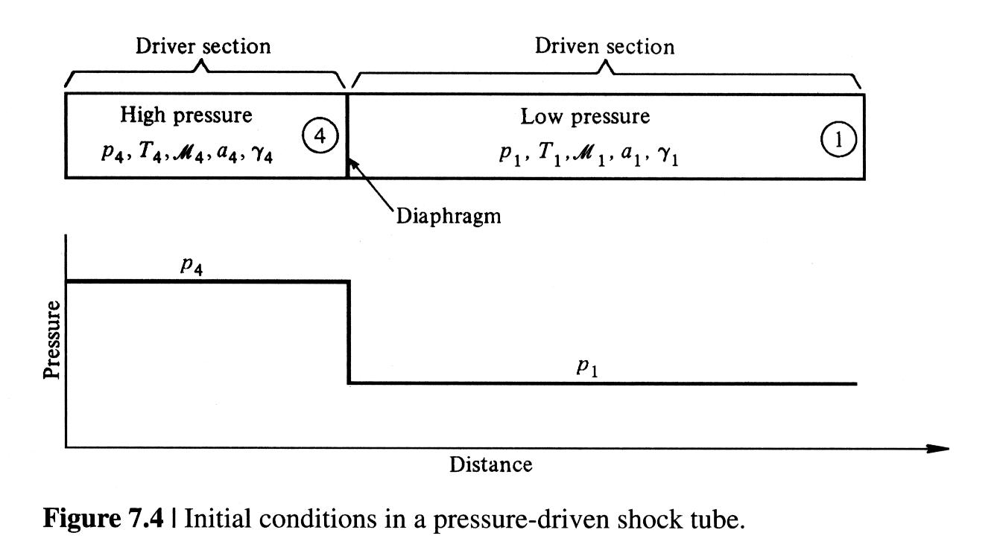 Driver section
Driven section
High pressure
p₄, T₄, ℳ₄, a₄, γ₄
4
Low pressure
p₁, T₁, ℳ₁, a₁, γ₁
1
Diaphragm
p₄
p₁
Pressure
Distance
Figure 7.4 | Initial conditions in a pressure-driven shock tube.